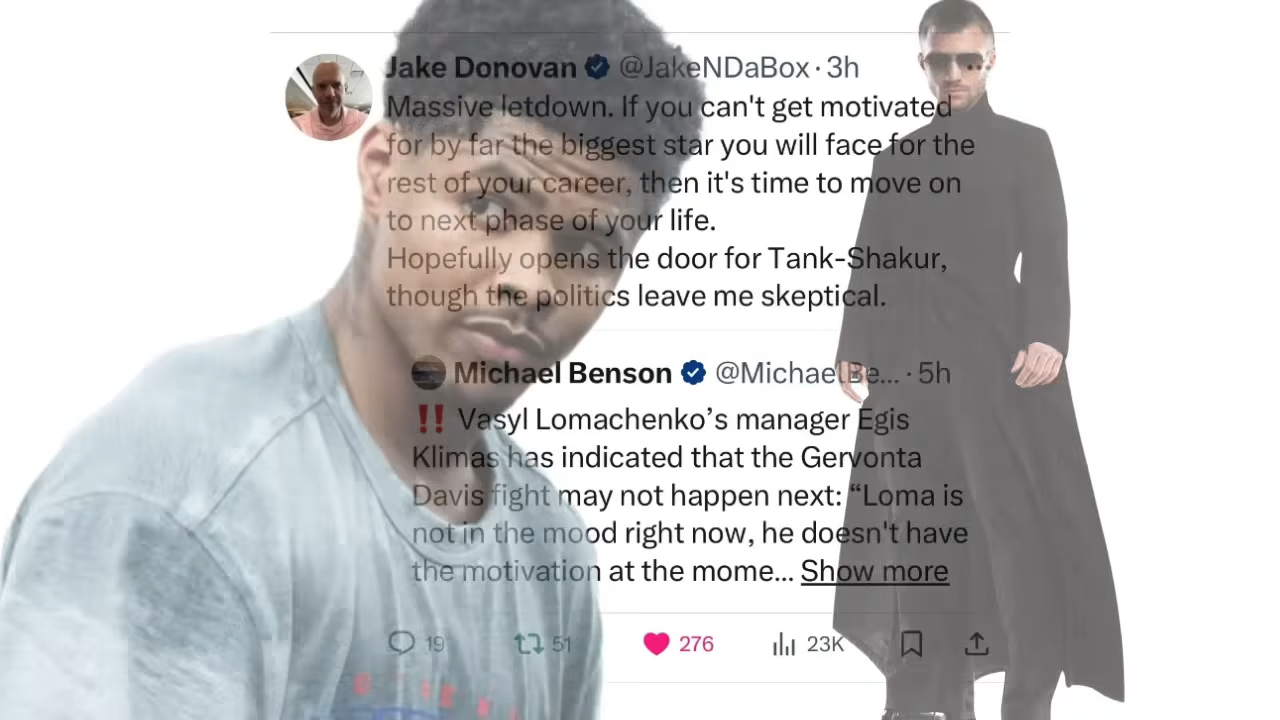 Jake Donovan @JakeNDaBox · 3h
Massive letdown. If you can't get motivated
for by far the biggest star you will face for the
rest of your career, then it's time to move on
to next phase of your life.
Hopefully opens the door for Tank-Shakur,
though the politics leave me skeptical.
Michael Benson @MichaelBe... · 5h
‼️ Vasyl Lomachenko’s manager Egis
Klimas has indicated that the Gervonta
Davis fight may not happen next: “Loma is
not in the mood right now, he doesn't have
the motivation at the mome... Show more
19 51 276 23K